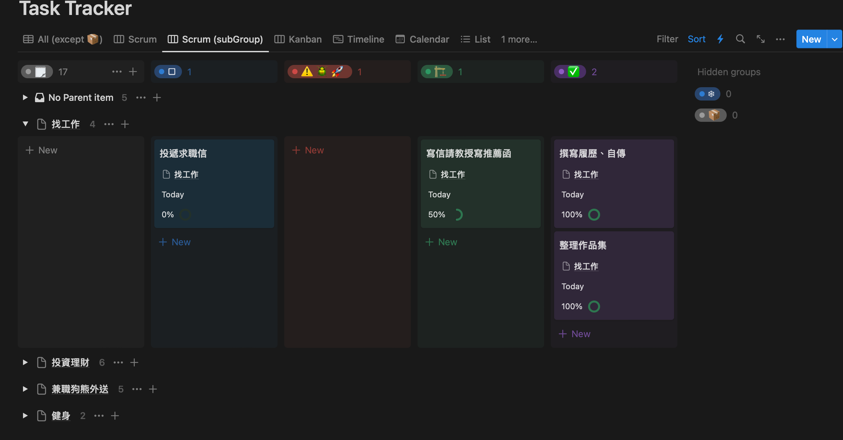 Task Tracker
All (except 📦) Scrum Scrum (subGroup) Kanban Timeline Calendar List 1 more... Filter Sort New
17 1 1 1 2 Hidden groups
No Parent item 5
0
找工作 4
0
New
投遞求職信
找工作
Today
0%
New
New
寫信請教授寫推薦函
找工作
Today
50%
New
撰寫履歷、自傳
找工作
Today
100%
整理作品集
找工作
Today
100%
New
投資理財 6
兼職狗熊外送 5
健身 2